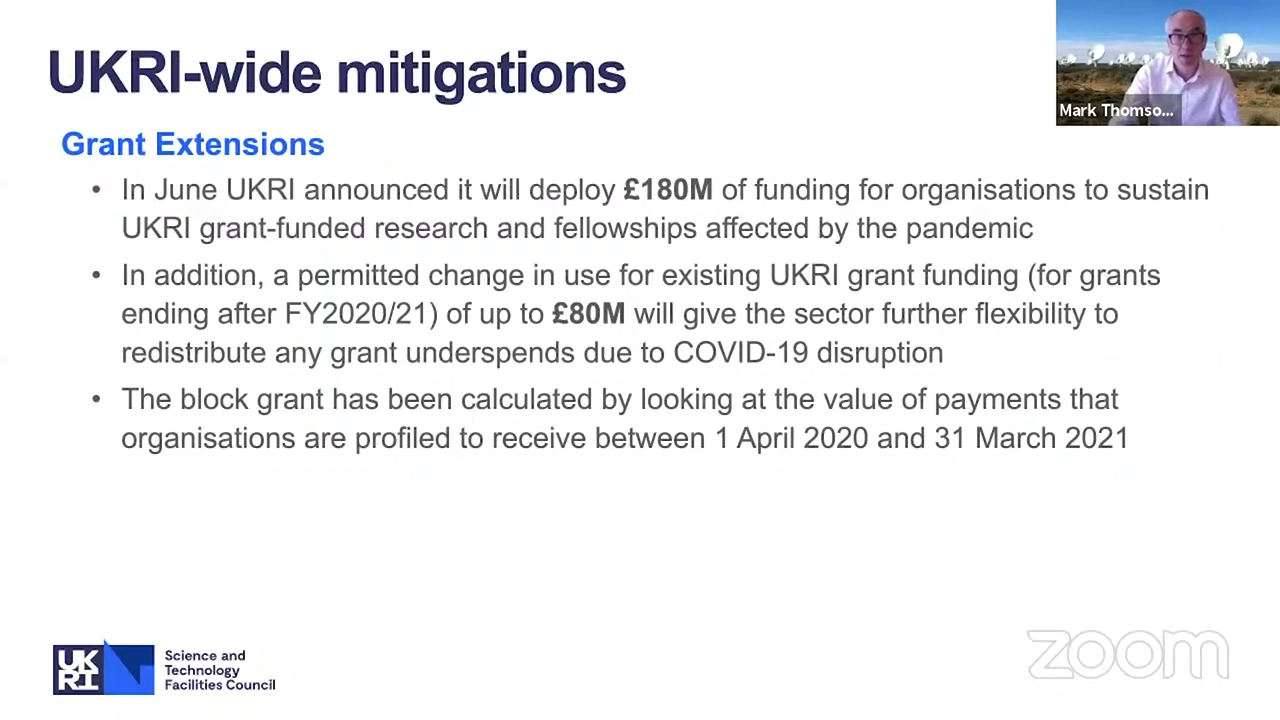 UKRI-wide mitigations
Mark Thomso...
Grant Extensions
• In June UKRI announced it will deploy £180M of funding for organisations to sustain
UKRI grant-funded research and fellowships affected by the pandemic
• In addition, a permitted change in use for existing UKRI grant funding (for grants
ending after FY2020/21) of up to £80M will give the sector further flexibility to
redistribute any grant underspends due to COVID-19 disruption
• The block grant has been calculated by looking at the value of payments that
organisations are profiled to receive between 1 April 2020 and 31 March 2021
UK
RI
Science and
Technology
Facilities Council
zoom